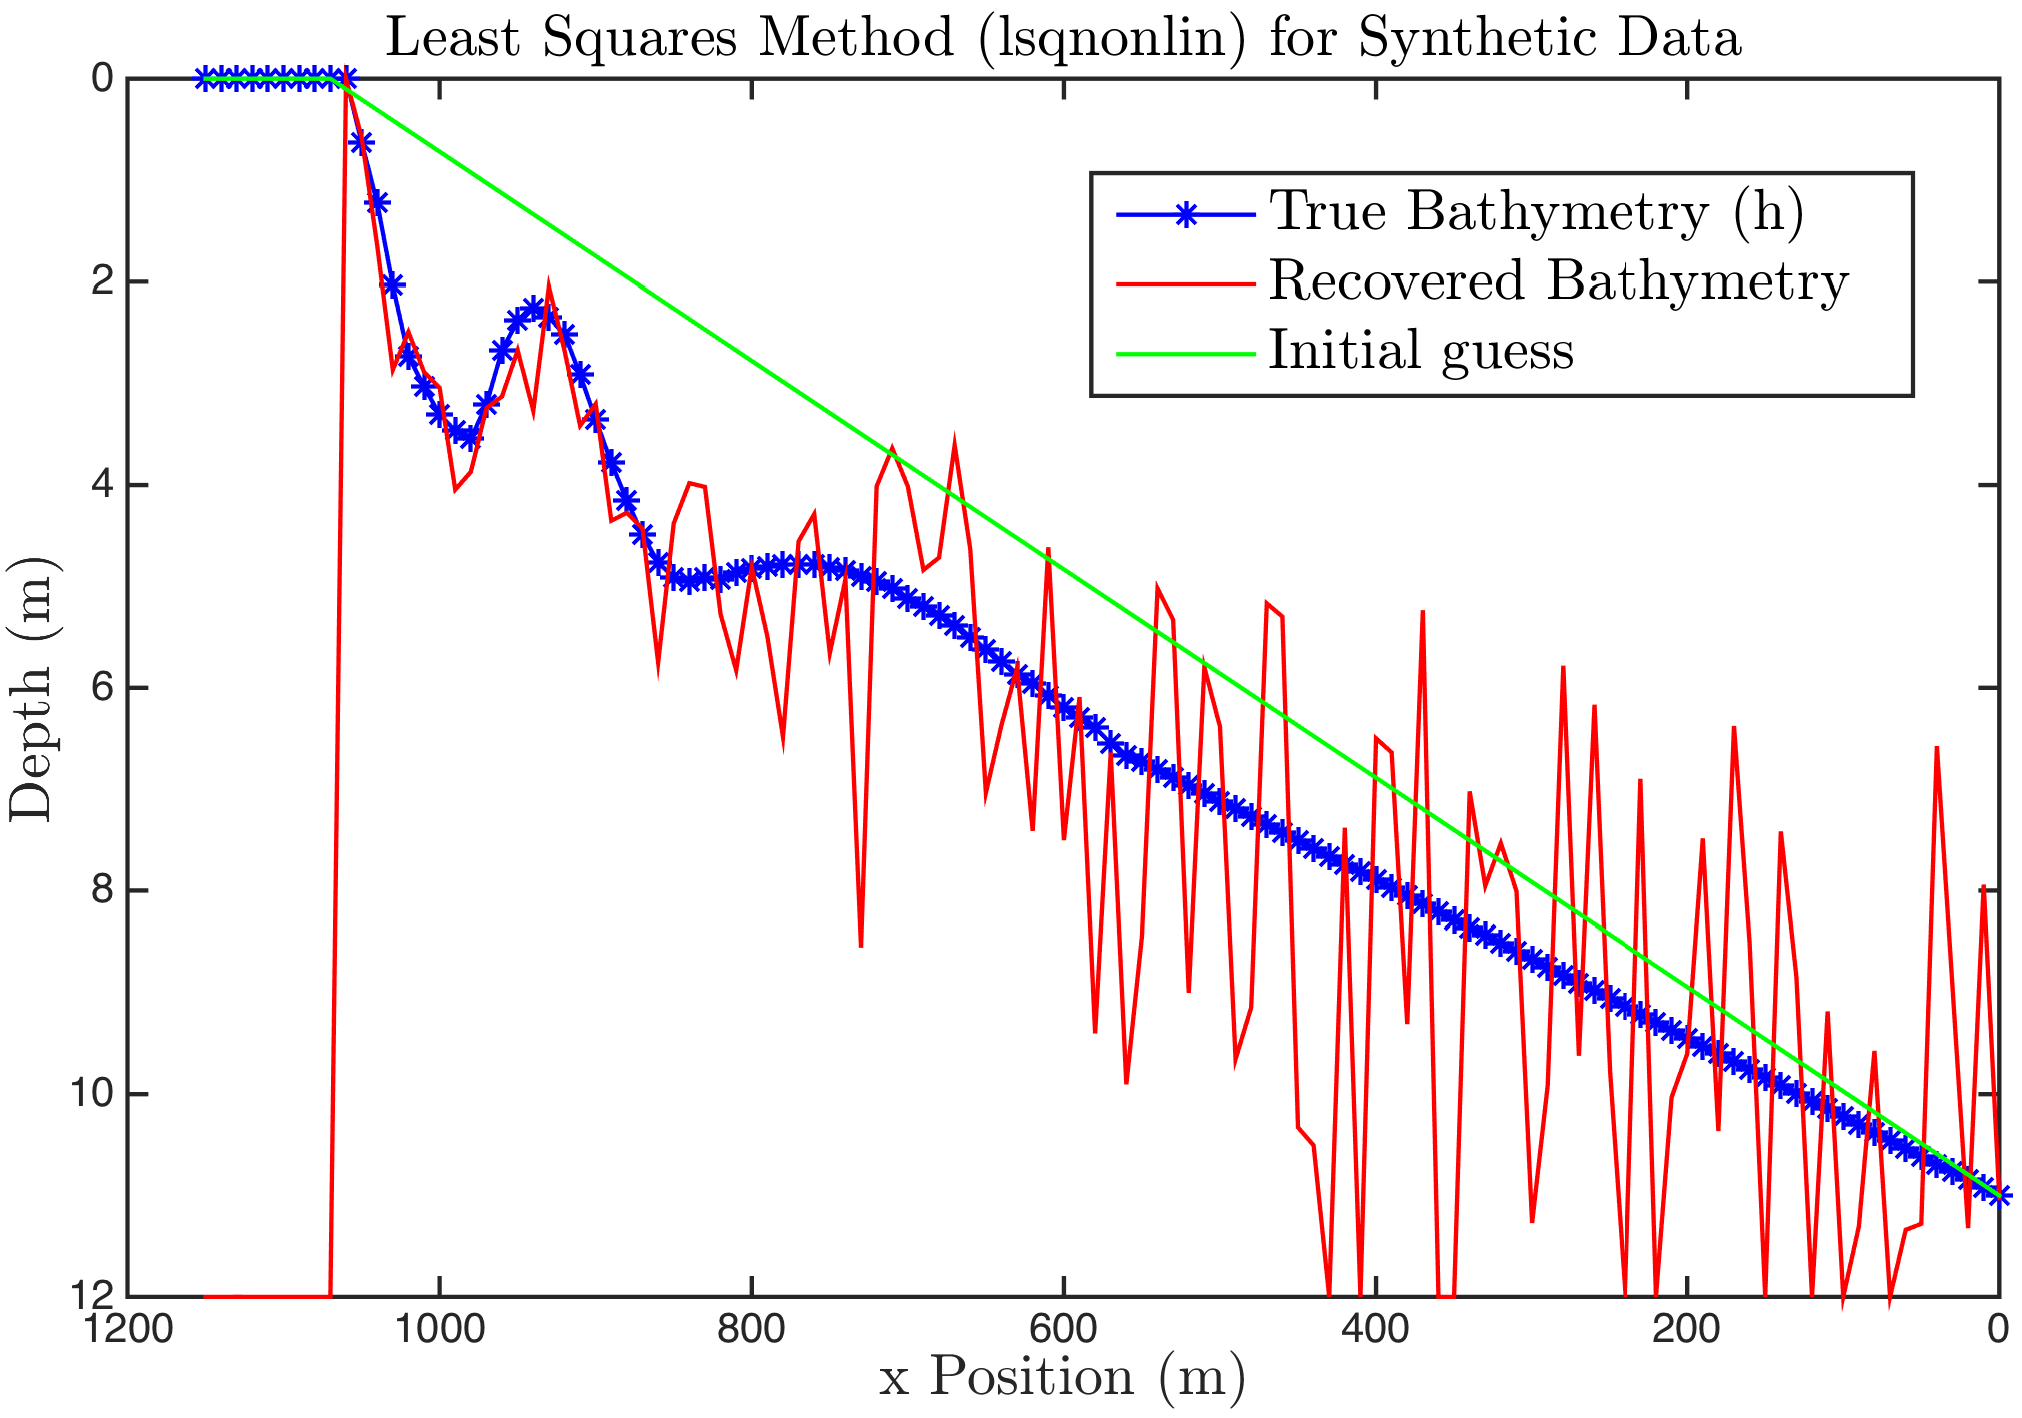 Least Squares Method (lsqnonlin) for Synthetic Data
0
2
4
6
8
10
12
Depth (m)
True Bathymetry (h)
Recovered Bathymetry
Initial guess
1200 1000 800 600 400 200 0
x Position (m)